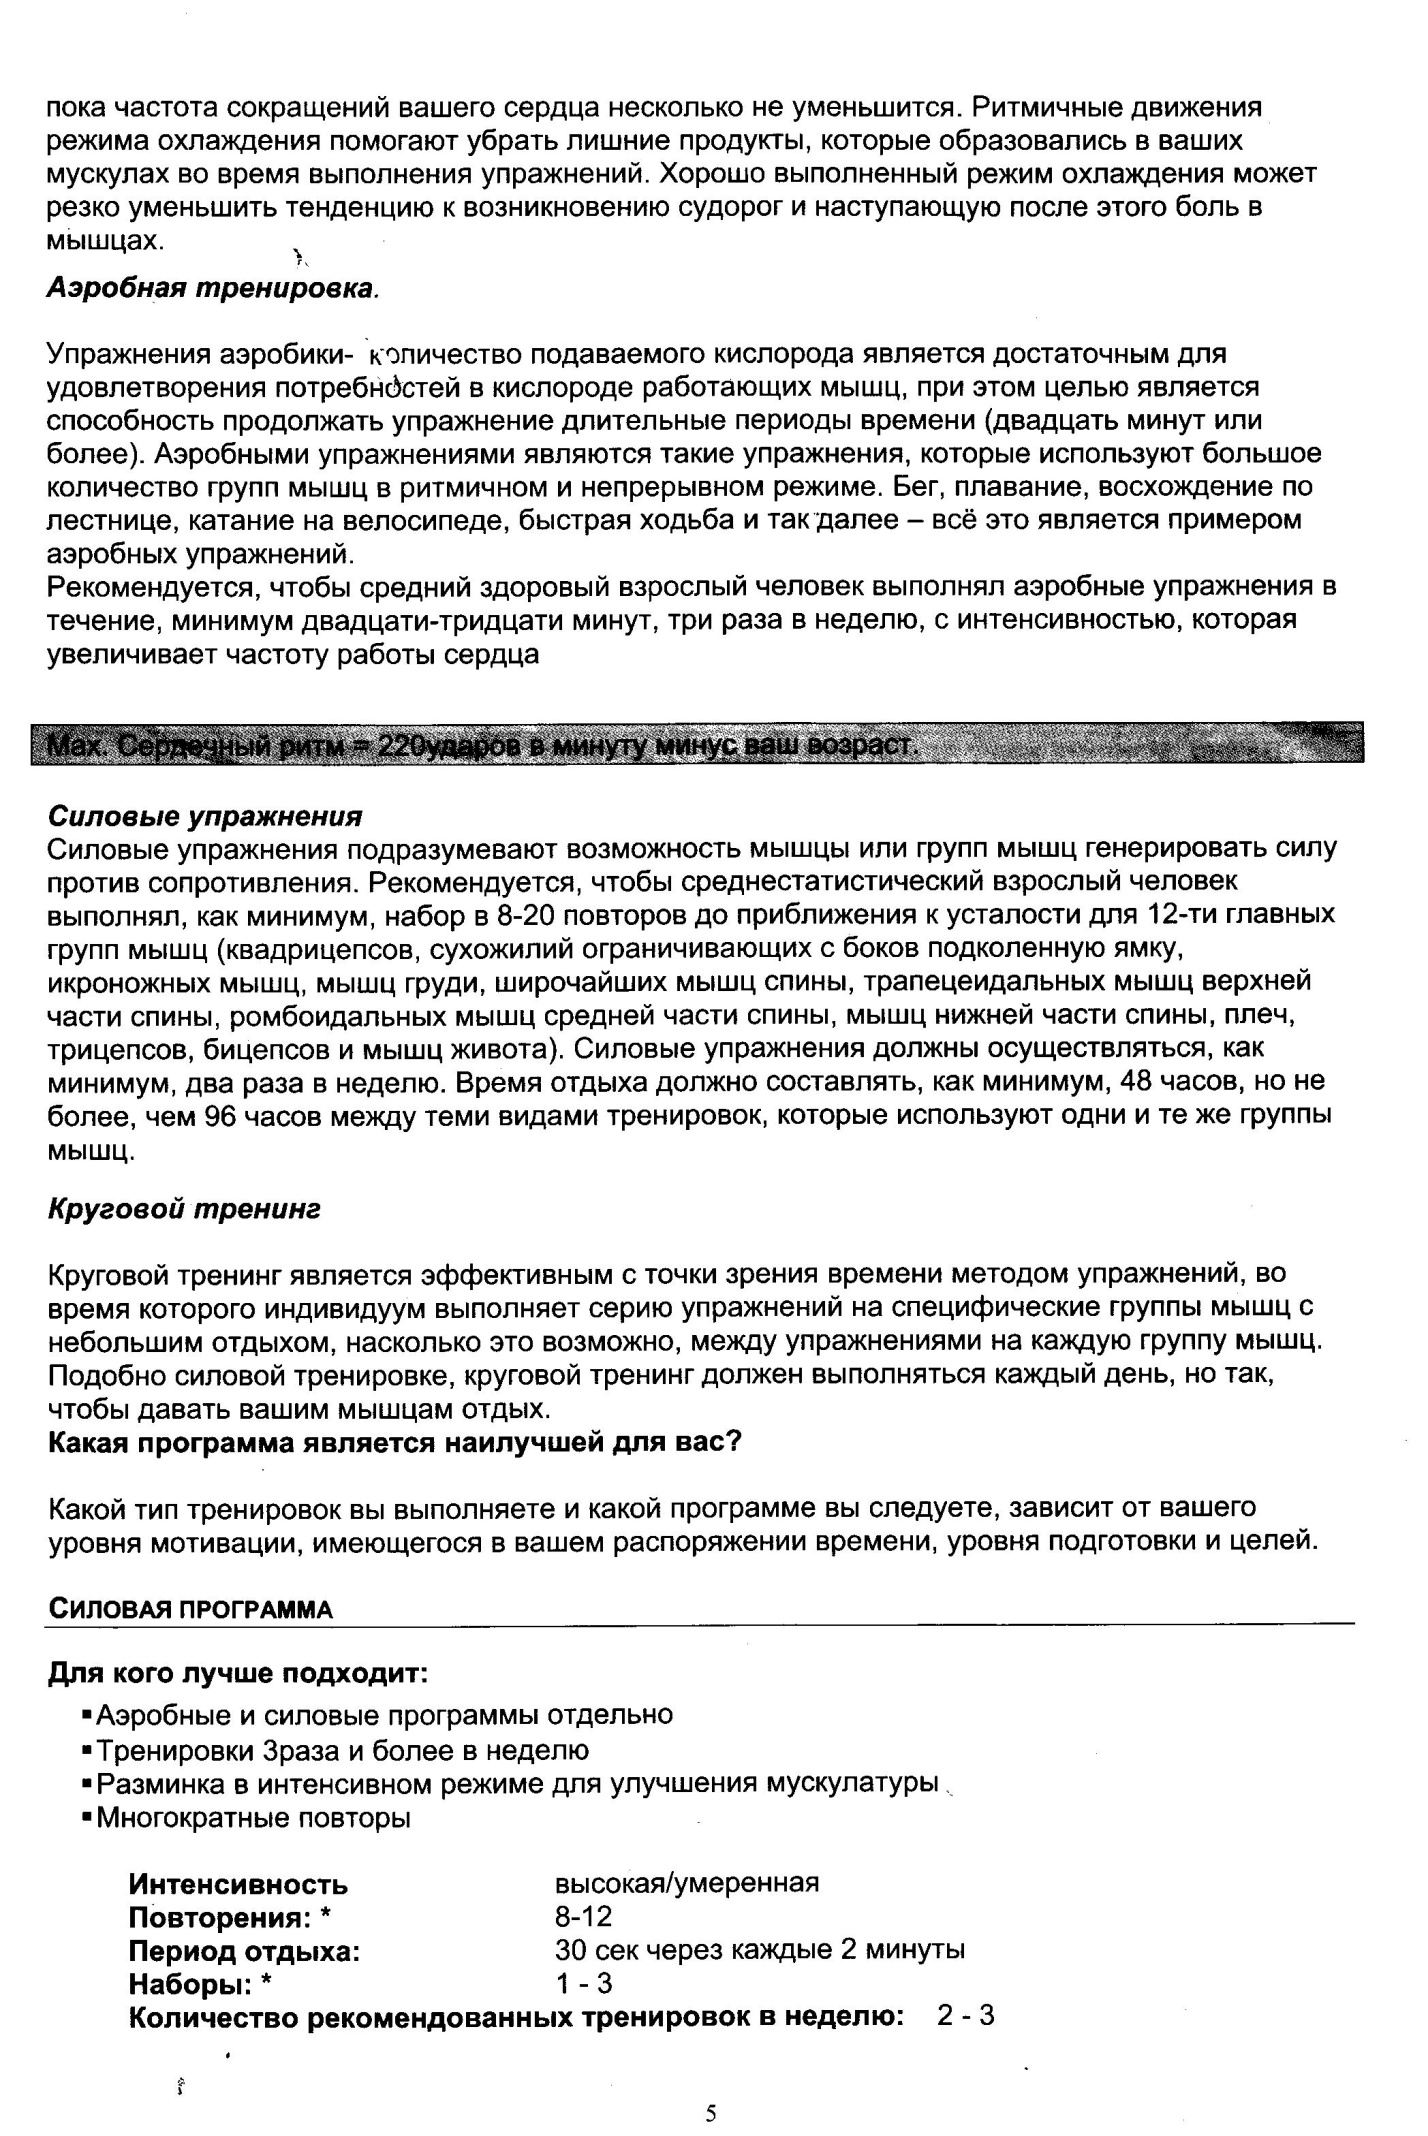 пока частота сокращений вашего сердца несколько не уменьшится. Ритмичные движения
режима охлаждения помогают убрать лишние продукты, которые образовались в ваших
мускулах во время выполнения упражнений. Хорошо выполненный режим охлаждения может
резко уменьшить тенденцию к возникновению судорог и наступающую после этого боль в
мышцах.
Аэробная тренировка.
Упражнения аэробики- количество подаваемого кислорода является достаточным для
удовлетворения потребностей в кислороде работающих мышц, при этом целью является
способность продолжать упражнение длительные периоды времени (двадцать минут или
более). Аэробными упражнениями являются такие упражнения, которые используют большое
количество групп мышц в ритмичном и непрерывном режиме. Бег, плавание, восхождение по
лестнице, катание на велосипеде, быстрая ходьба и так далее – всё это является примером
аэробных упражнений.
Рекомендуется, чтобы средний здоровый взрослый человек выполнял аэробные упражнения в
течение, минимум двадцати-тридцати минут, три раза в неделю, с интенсивностью, которая
увеличивает частоту работы сердца
Мах. Сердечный ритм = 220ударов в минуту минус ваш возраст.
Силовые упражнения
Силовые упражнения подразумевают возможность мышцы или групп мышц генерировать силу
против сопротивления. Рекомендуется, чтобы среднестатистический взрослый человек
выполнял, как минимум, набор в 8-20 повторов до приближения к усталости для 12-ти главных
групп мышц (квадрицепсов, сухожилий ограничивающих с боков подколенную ямку,
икроножных мышц, мышц груди, широчайших мышц спины, трапецеидальных мышц верхней
части спины, ромбоидальных мышц средней части спины, мышц нижней части спины, плеч,
трицепсов, бицепсов и мышц живота). Силовые упражнения должны осуществляться, как
минимум, два раза в неделю. Время отдыха должно составлять, как минимум, 48 часов, но не
более, чем 96 часов между теми видами тренировок, которые используют одни и те же группы
мышц.
Круговой тренинг
Круговой тренинг является эффективным с точки зрения времени методом упражнений, во
время которого индивидуум выполняет серию упражнений на специфические группы мышц с
небольшим отдыхом, насколько это возможно, между упражнениями на каждую группу мышц.
Подобно силовой тренировке, круговой тренинг должен выполняться каждый день, но так,
чтобы давать вашим мышцам отдых.
Какая программа является наилучшей для вас?
Какой тип тренировок вы выполняете и какой программе вы следуете, зависит от вашего
уровня мотивации, имеющегося в вашем распоряжении времени, уровня подготовки и целей.
СИЛОВАЯ ПРОГРАММА
Для кого лучше подходит:
▪Аэробные и силовые программы отдельно
▪Тренировки 3раза и более в неделю
▪Разминка в интенсивном режиме для улучшения мускулатуры
▪Многократные повторы
Интенсивность высокая/умеренная
Повторения: * 8-12
Период отдыха: 30 сек через каждые 2 минуты
Наборы: * 1 - 3
Количество рекомендованных тренировок в неделю: 2 - 3
5